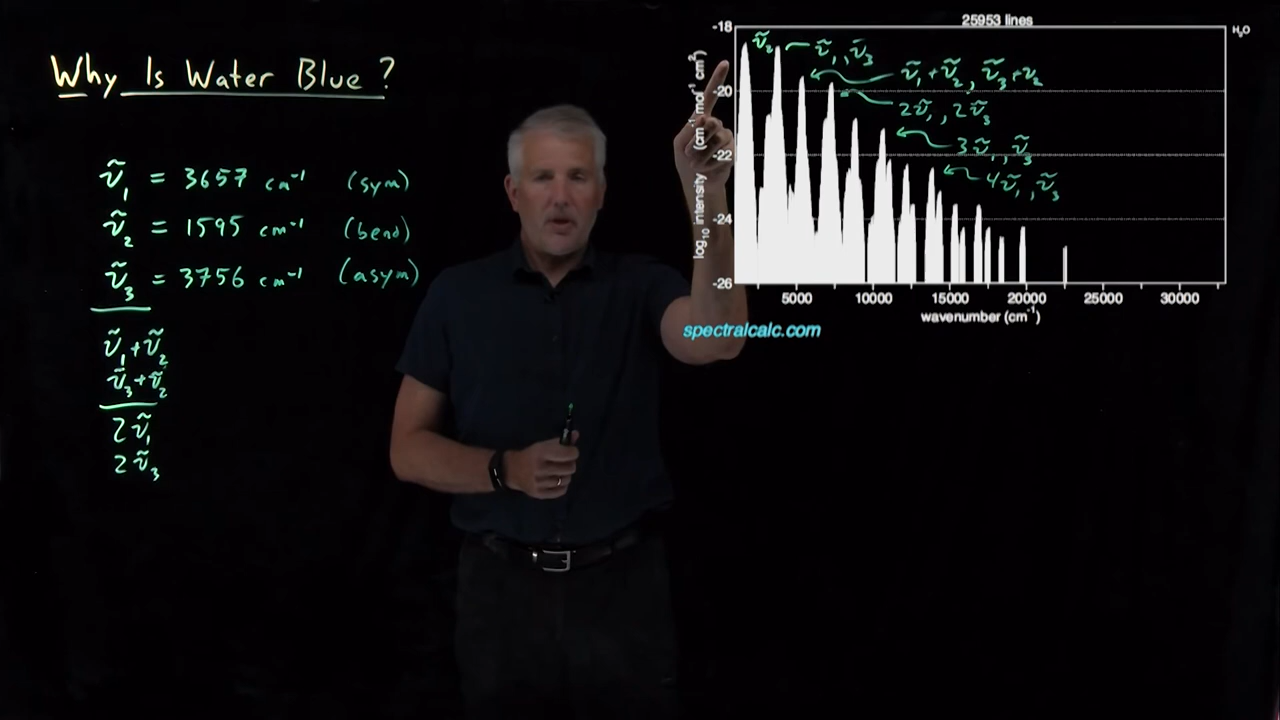 Why Is Water Blue?
ṽ₁ = 3657 cm⁻¹ (sym)
ṽ₂ = 1595 cm⁻¹ (bend)
ṽ₃ = 3756 cm⁻¹ (asym)
ṽ₁+ṽ₂
ṽ₃+ṽ₂
2ṽ₁
2ṽ₃
25953 lines
H₂O
log₁₀ intensity (cm⁻¹ mol⁻¹ cm²)
-18
-20
-22
-24
-26
ṽ₂ ṽ₁, ṽ₃
ṽ₁+ṽ₂, ṽ₃+ṽ₂
2ṽ₁, 2ṽ₃
3ṽ₁, ṽ₃
4ṽ₁, ṽ₃
5000 10000 15000 20000 25000 30000
wavenumber (cm⁻¹)
spectralcalc.com